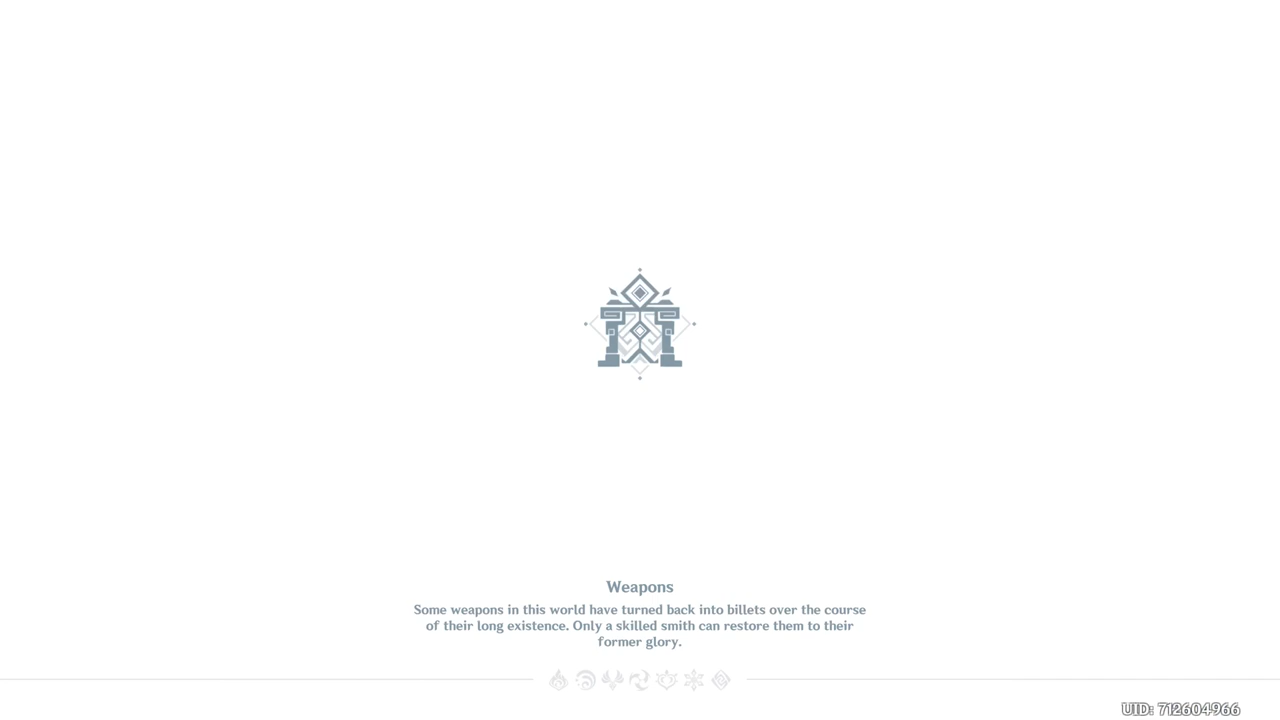 Weapons
Some weapons in this world have turned back into billets over the course
of their long existence. Only a skilled smith can restore them to their
former glory.
UID: 712604966